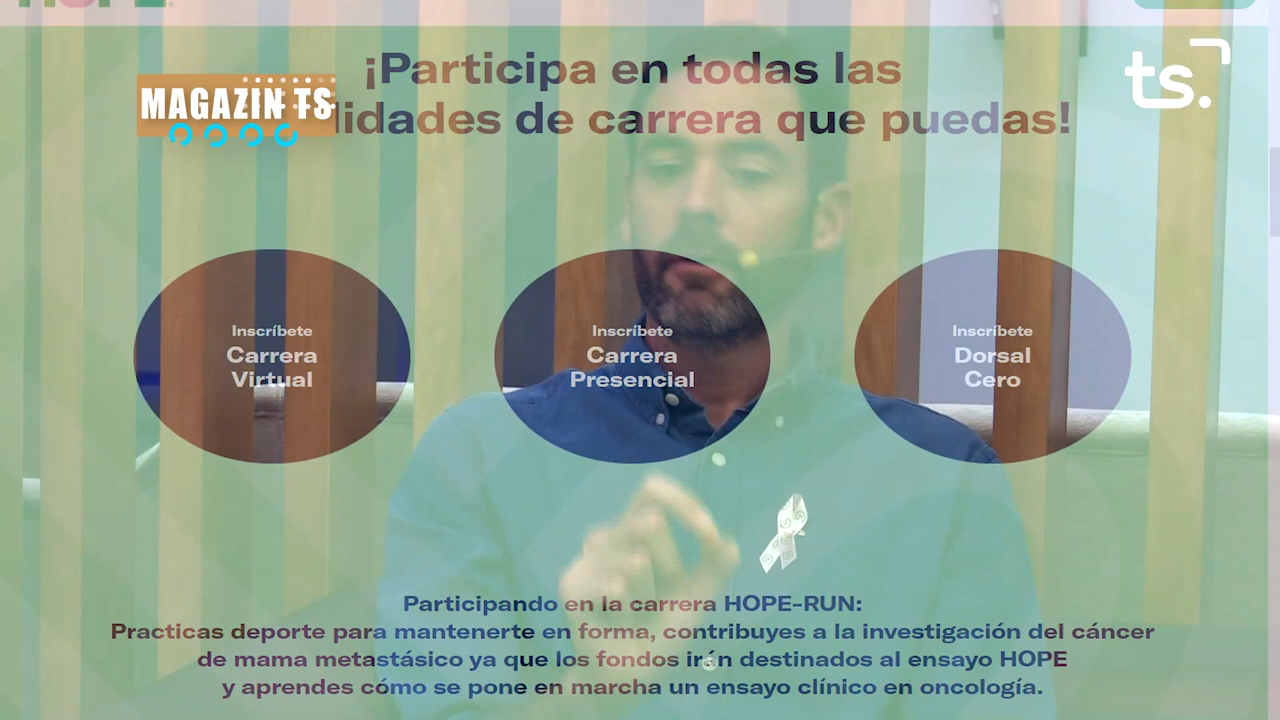 HOPE
¡Participa en todas las
MAGAZIN TS
lidades de carrera que puedas!
ts.
Inscríbete
Carrera
Virtual
Inscríbete
Carrera
Presencial
Inscríbete
Dorsal
Cero
Participando en la carrera HOPE-RUN:
Practicas deporte para mantenerte en forma, contribuyes a la investigación del cáncer
de mama metastásico ya que los fondos irán destinados al ensayo HOPE
y aprendes cómo se pone en marcha un ensayo clínico en oncología.